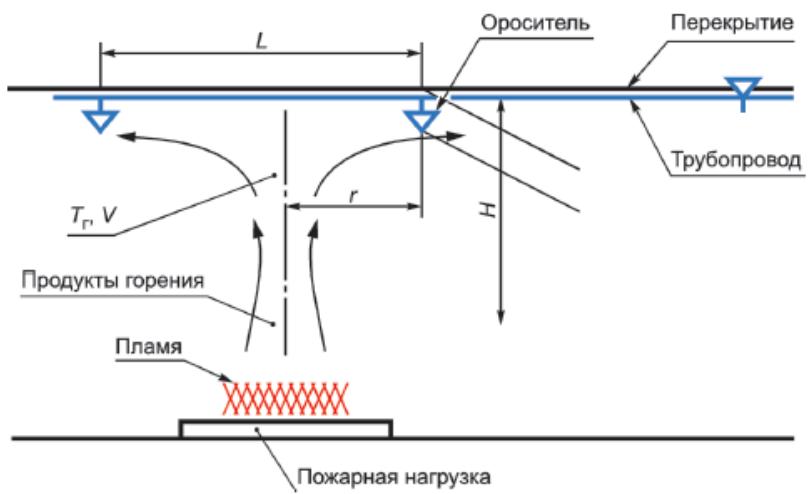 Ороситель
Перекрытие
L
Трубопровод
r
H
Tг, V
Продукты горения
Пламя
Пожарная нагрузка